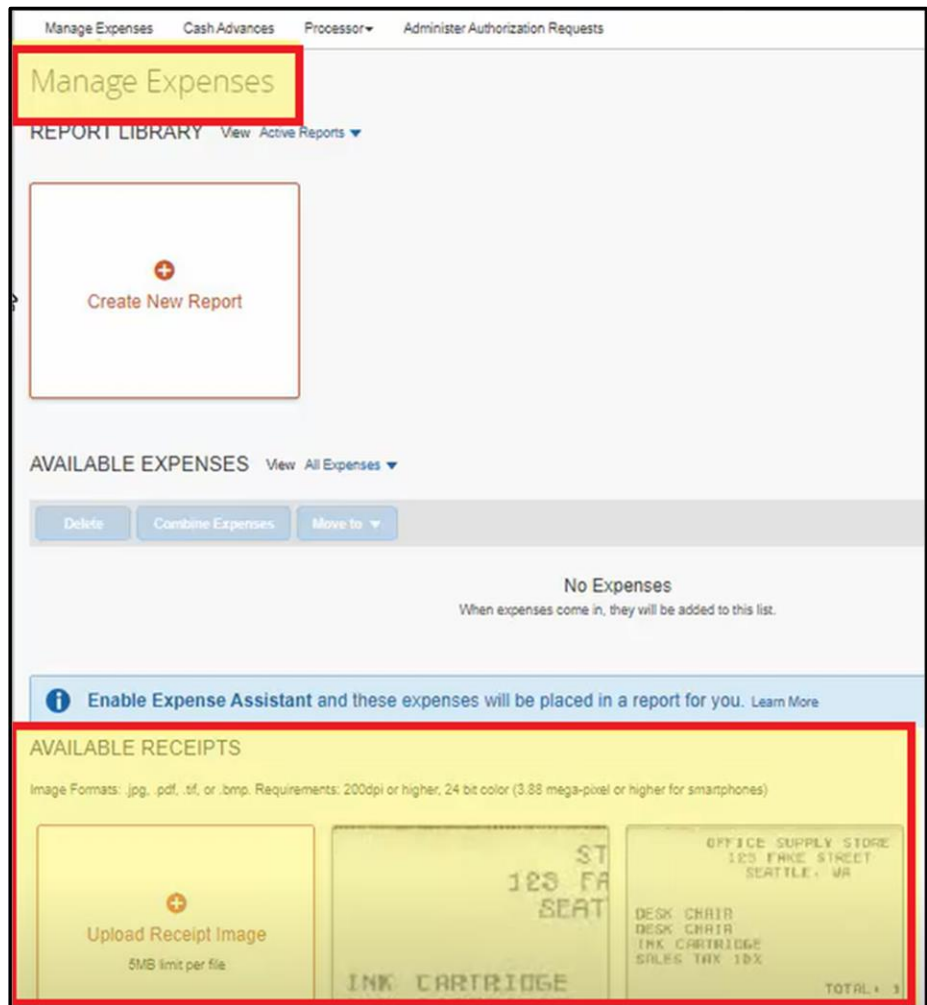 Manage Expenses Cash Advances Processor Administer Authorization Requests
Manage Expenses
REPORT LIBRARY View Active Reports
Create New Report
AVAILABLE EXPENSES View All Expenses
Delete Combine Expenses Move to
No Expenses
When expenses come in, they will be added to this list.
Enable Expense Assistant and these expenses will be placed in a report for you. Learn More
AVAILABLE RECEIPTS
Image Formats: .jpg, .pdf, .tif, or .bmp. Requirements: 200dpi or higher, 24 bit color (3.88 mega-pixel or higher for smartphones)
Upload Receipt Image
5MB limit per file
ST
123 FA
SEAT
INK CARTRIDGE
OFFICE SUPPLY STORE
123 FAKE STREET
SEATTLE, WA
DESK CHAIR
DESK CHAIR
INK CARTRIDGE
SALES TAX 10%
TOTAL: